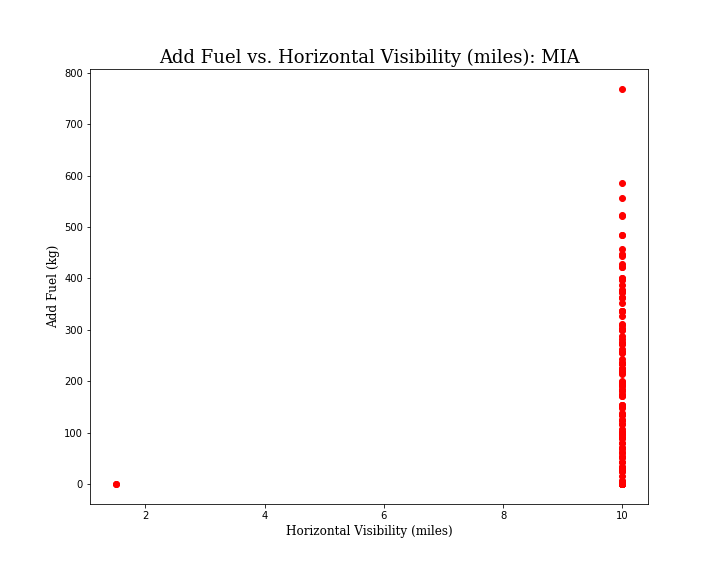 Add Fuel vs. Horizontal Visibility (miles): MIA
800
700
600
500
400
300
200
100
0
Add Fuel (kg)
2 4 6 8 10
Horizontal Visibility (miles)